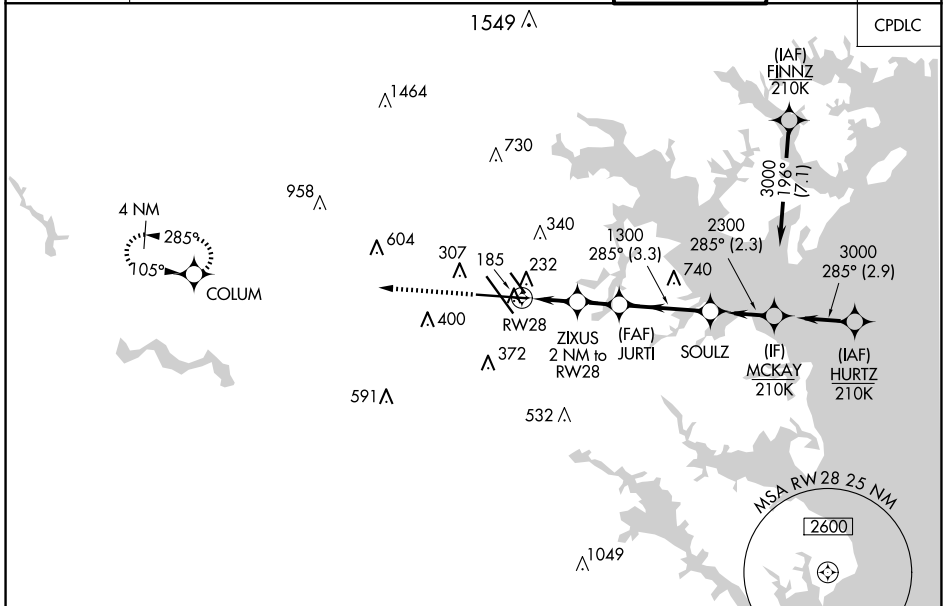 1549
CPDLC
(IAF)
FINNZ
210K
1464
730
3000
196°
(7.1)
958
4 NM
285°
105°
COLUM
604
340
307
185
232
1300
285° (3.3)
2300
285° (2.3)
740
3000
285° (2.9)
400
RW28
ZIXUS
2 NM to
RW28
(FAF)
JURTI
SOULZ
(IF)
MCKAY
210K
(IAF)
HURTZ
210K
372
591
532
MSA RW28 25 NM
2600
1049